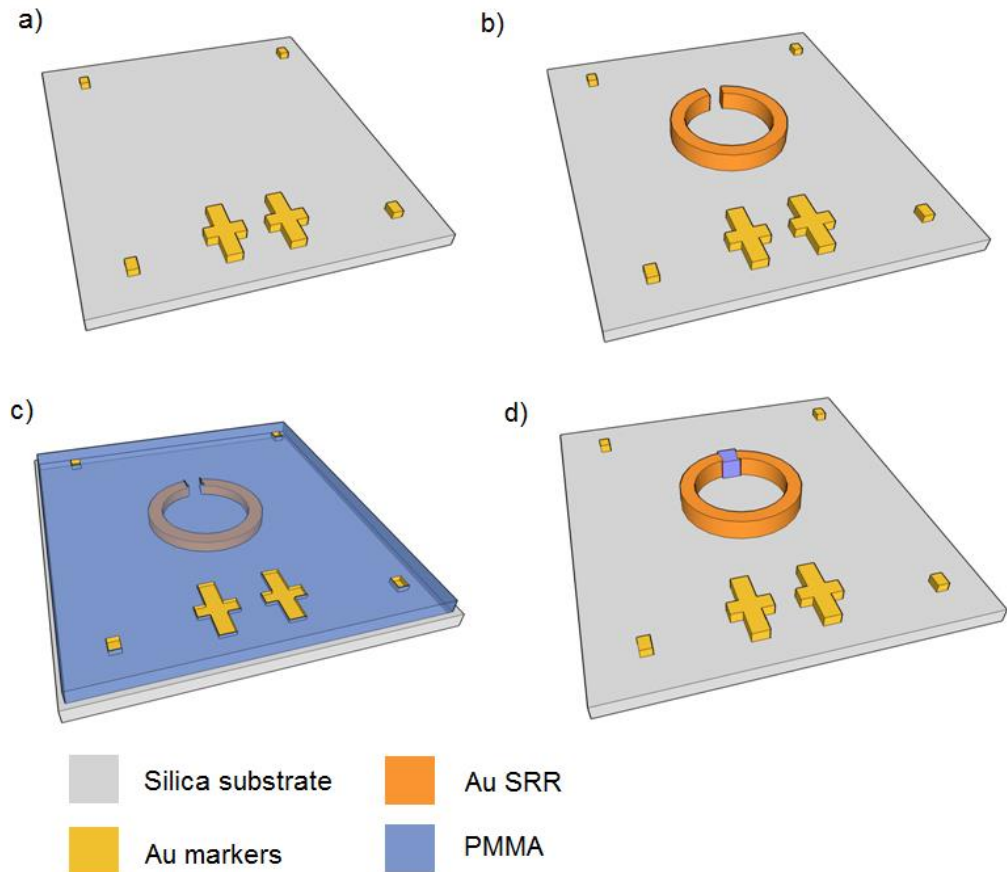 a)
b)
c)
d)
Silica substrate
Au SRR
Au markers
PMMA